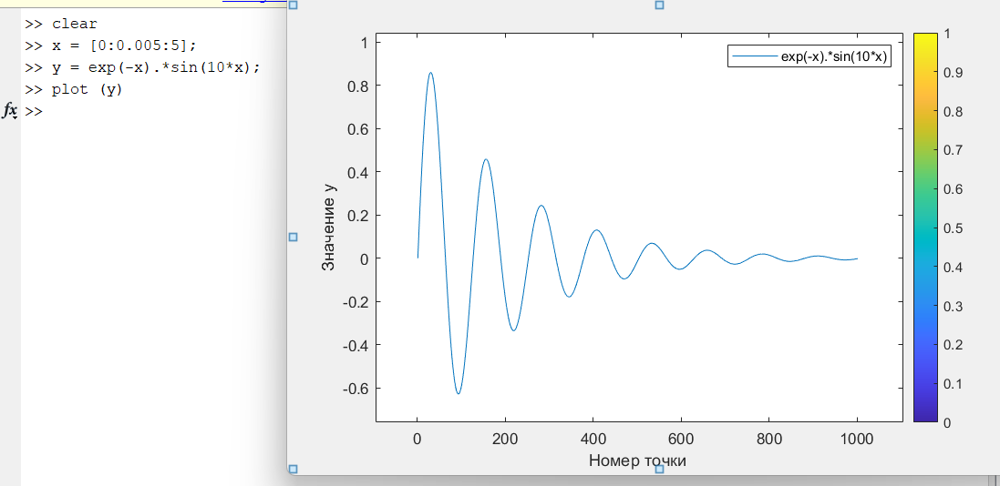 >> clear
>> x = [0:0.005:5];
>> y = exp(-x).*sin(10*x);
>> plot (y)
fx >>
exp(-x).*sin(10*x)
1
0.8
0.6
0.4
0.2
0
-0.2
-0.4
-0.6
Значение y
0 200 400 600 800 1000
Номер точки
1
0.9
0.8
0.7
0.6
0.5
0.4
0.3
0.2
0.1
0